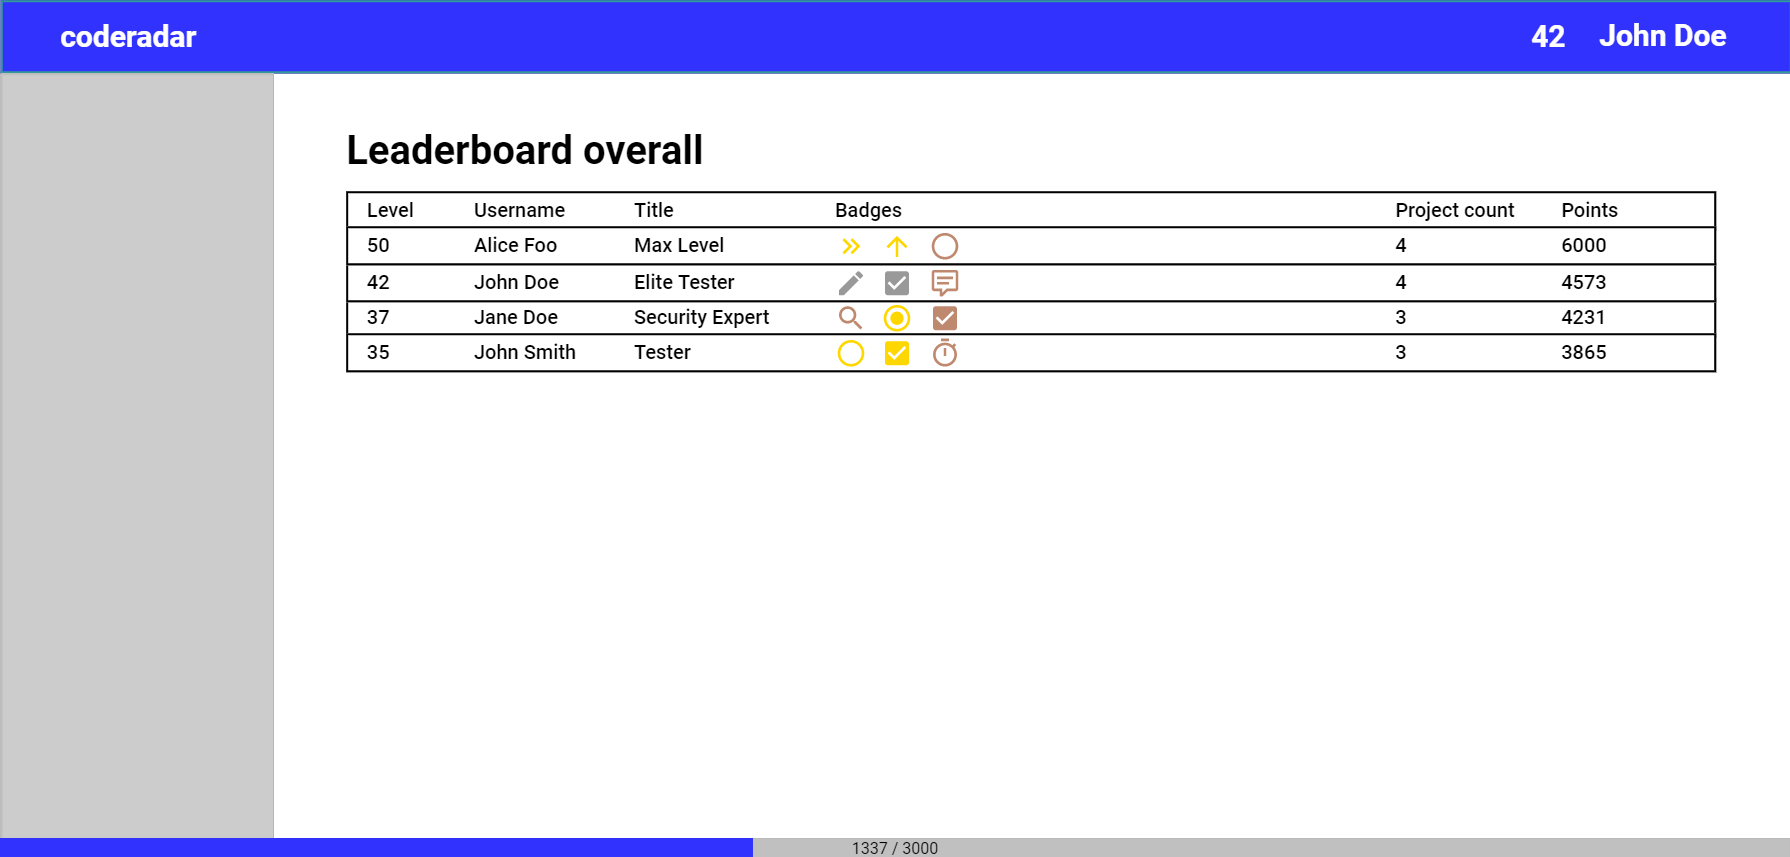 coderadar 42 John Doe
Leaderboard overall
Level Username Title Badges Project count Points
50 Alice Foo Max Level 4 6000
42 John Doe Elite Tester 4 4573
37 Jane Doe Security Expert 3 4231
35 John Smith Tester 3 3865
1337 / 3000